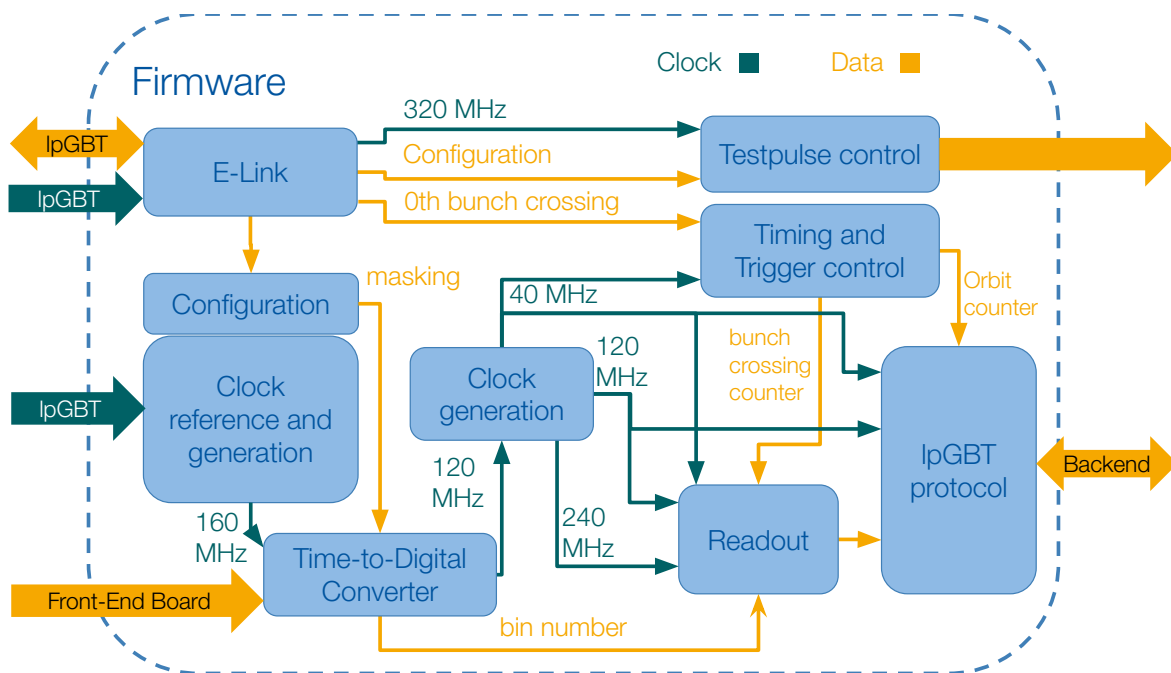 Firmware
Clock
Data
lpGBT
lpGBT
E-Link
320 MHz
Configuration
0th bunch crossing
Testpulse control
Timing and
Trigger control
masking
Configuration
40 MHz
Orbit
counter
lpGBT
Clock
reference and
generation
Clock
generation
120
MHz
bunch
crossing
counter
lpGBT
protocol
Backend
120
MHz
160
MHz
240
MHz
Readout
Time-to-Digital
Converter
Front-End Board
bin number